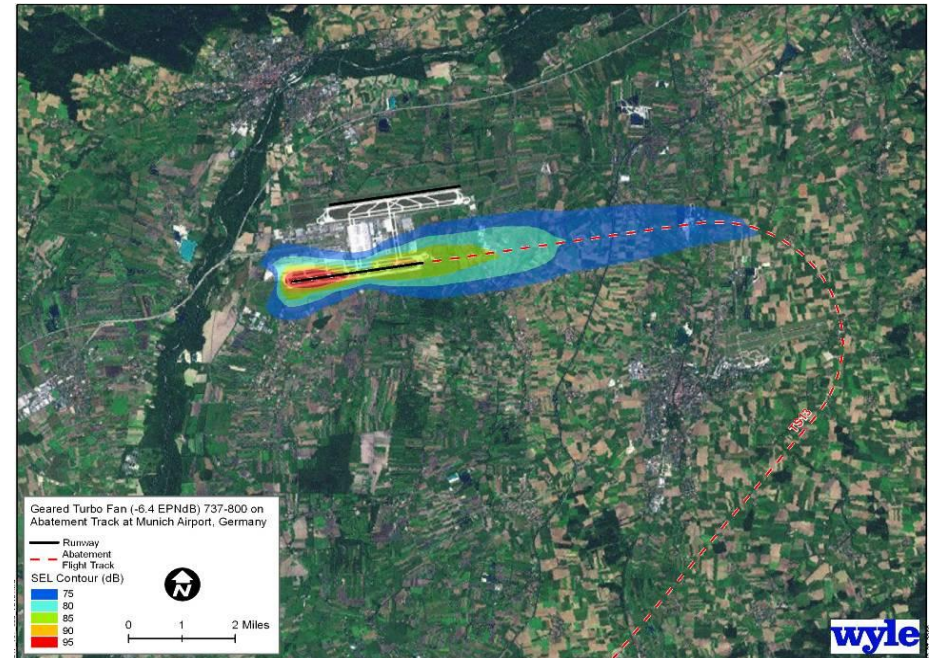 TS13
Geared Turbo Fan (-6.4 EPNdB) 737-800 on
Abatement Track at Munich Airport, Germany
Runway
Abatement
Flight Track
SEL Contour (dB)
75
80
85
90
95
N
0 1 2 Miles
wyle